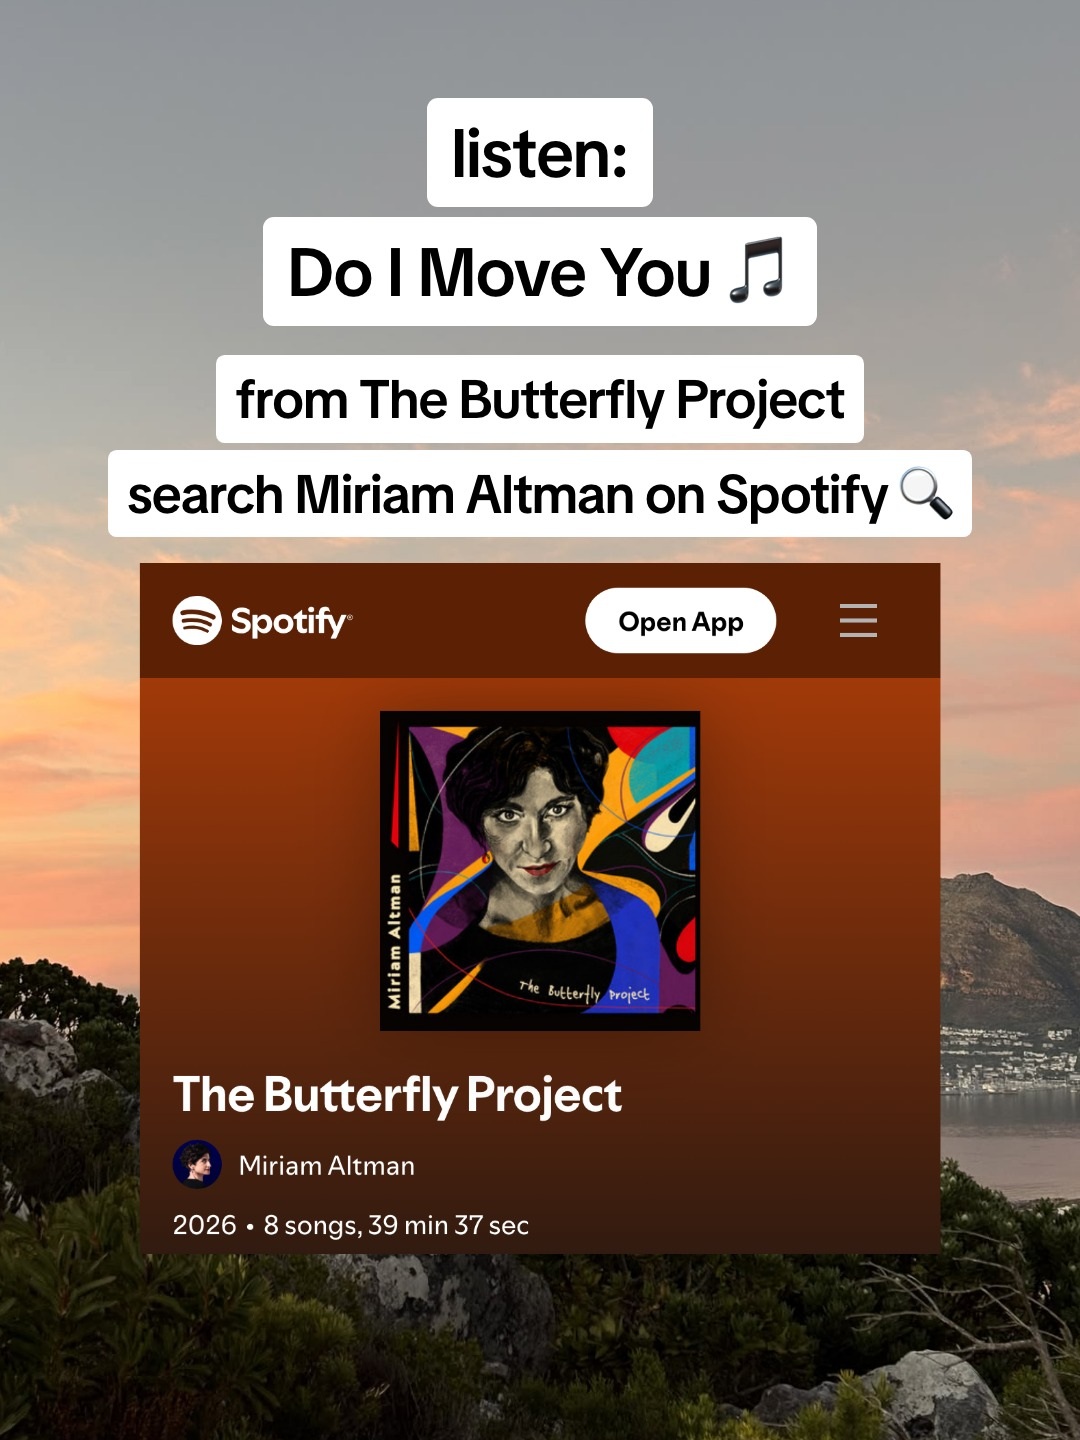 listen:
Do I Move You 🎵
from The Butterfly Project
search Miriam Altman on Spotify 🔍
Spotify®
Open App
Miriam Altman
The Butterfly Project
The Butterfly Project
Miriam Altman
2026 • 8 songs, 39 min 37 sec